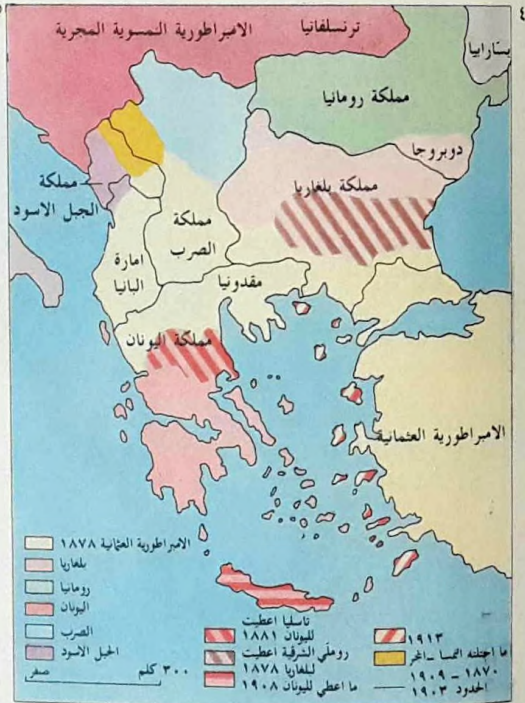 ٤
الامبراطورية النمسوية المجرية
ترنسلفانيا
بسارابيا
مملكة رومانيا
دوبروجا
مملكة بلغاريا
مملكة
الجبل الاسود
مملكة
الصرب
امارة
البانيا
مقدونيا
مملكة اليونان
الامبراطورية العثمانية
الامبراطورية العثمانية ١٨٧٨
بلغاريا
رومانيا
اليونان
الصرب
الجبل الاسود
صفر
٣٠٠ كلم
تاسليا اعطيت
لليونان ١٨٨١
روملي الشرقية اعطيت
لبلغاريا ١٨٧٨
ما اعطي لليونان ١٩٠٨
١٩١٣
ما احتلته النمسا - المجر
١٨٧٠ - ١٩٠٩
الحدود ١٩٠٣